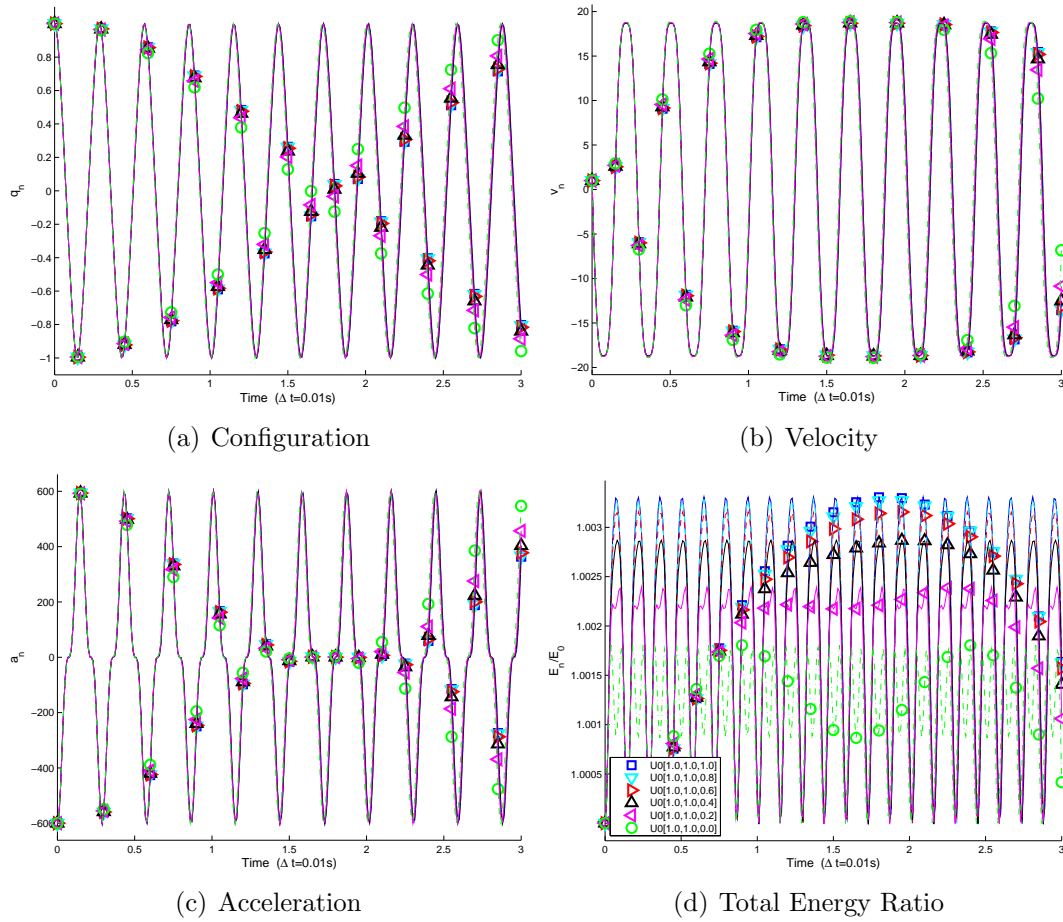 1
0.8
0.6
0.4
0.2
0
−0.2
−0.4
−0.6
−0.8
−1
q_n
0 0.5 1 1.5 2 2.5 3
Time (Δ t=0.01s)
(a) Configuration
20
15
10
5
0
−5
−10
−15
−20
v_n
0 0.5 1 1.5 2 2.5 3
Time (Δ t=0.01s)
(b) Velocity
600
400
200
0
−200
−400
−600
a_n
0 0.5 1 1.5 2 2.5 3
Time (Δ t=0.01s)
(c) Acceleration
1.003
1.0025
1.002
1.0015
1.001
1.0005
E_n/E_0
U0[1.0,1.0,1.0]
U0[1.0,1.0,0.8]
U0[1.0,1.0,0.6]
U0[1.0,1.0,0.4]
U0[1.0,1.0,0.2]
U0[1.0,1.0,0.0]
0 0.5 1 1.5 2 2.5 3
Time (Δ t=0.01s)
(d) Total Energy Ratio